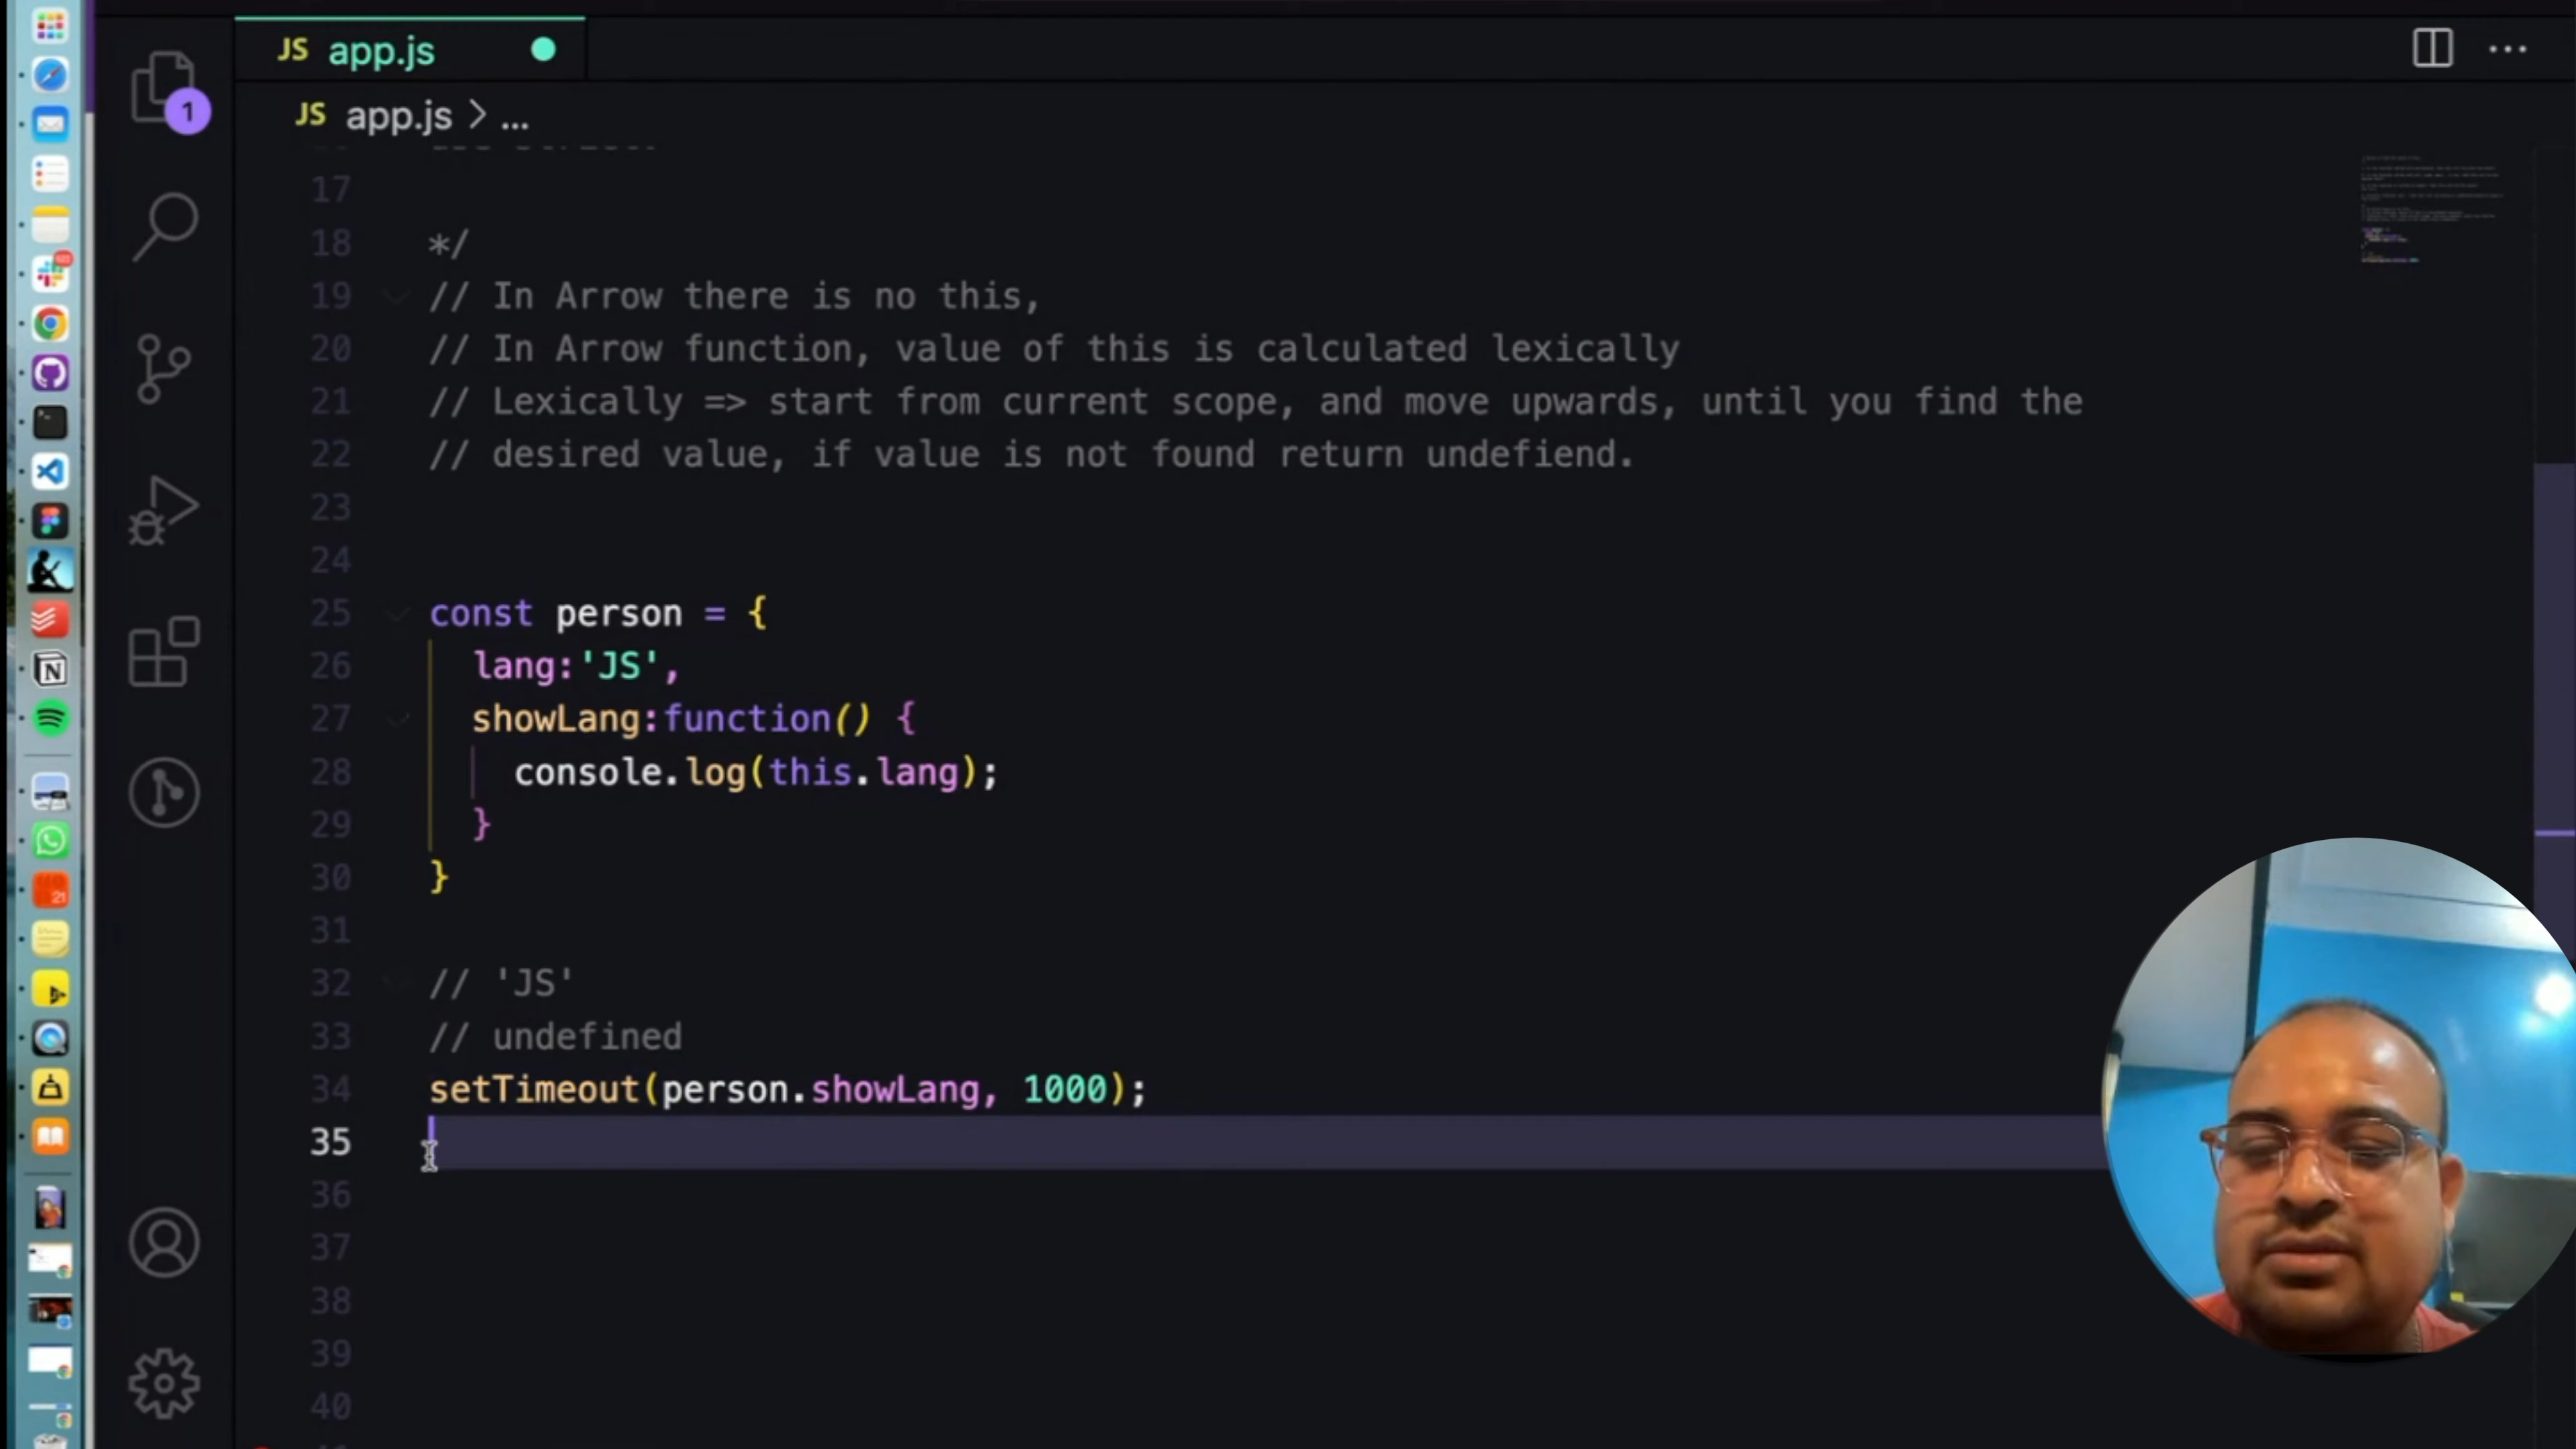 JS app.js
1
JS app.js > ...
17
18 */
19 // In Arrow there is no this,
20 // In Arrow function, value of this is calculated lexically
21 // Lexically => start from current scope, and move upwards, until you find the
22 // desired value, if value is not found return undefiend.
23
24
25 const person = {
26 lang:'JS',
27 showLang:function() {
28 console.log(this.lang);
29 }
30 }
31
32 // 'JS'
33 // undefined
34 setTimeout(person.showLang, 1000);
35
36
37
38
39
40
21